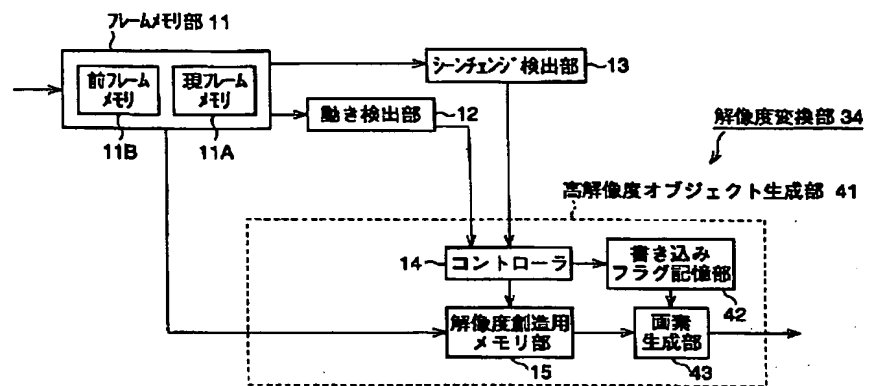 フレームメモリ部 11
前フレーム
メモリ
現フレーム
メモリ
11B
11A
シーンチェンジ検出部
13
動き検出部
12
解像度変換部 34
高解像度オブジェクト生成部 41
14
コントローラ
書き込み
フラグ記憶部
42
解像度創造用
メモリ部
15
画素
生成部
43